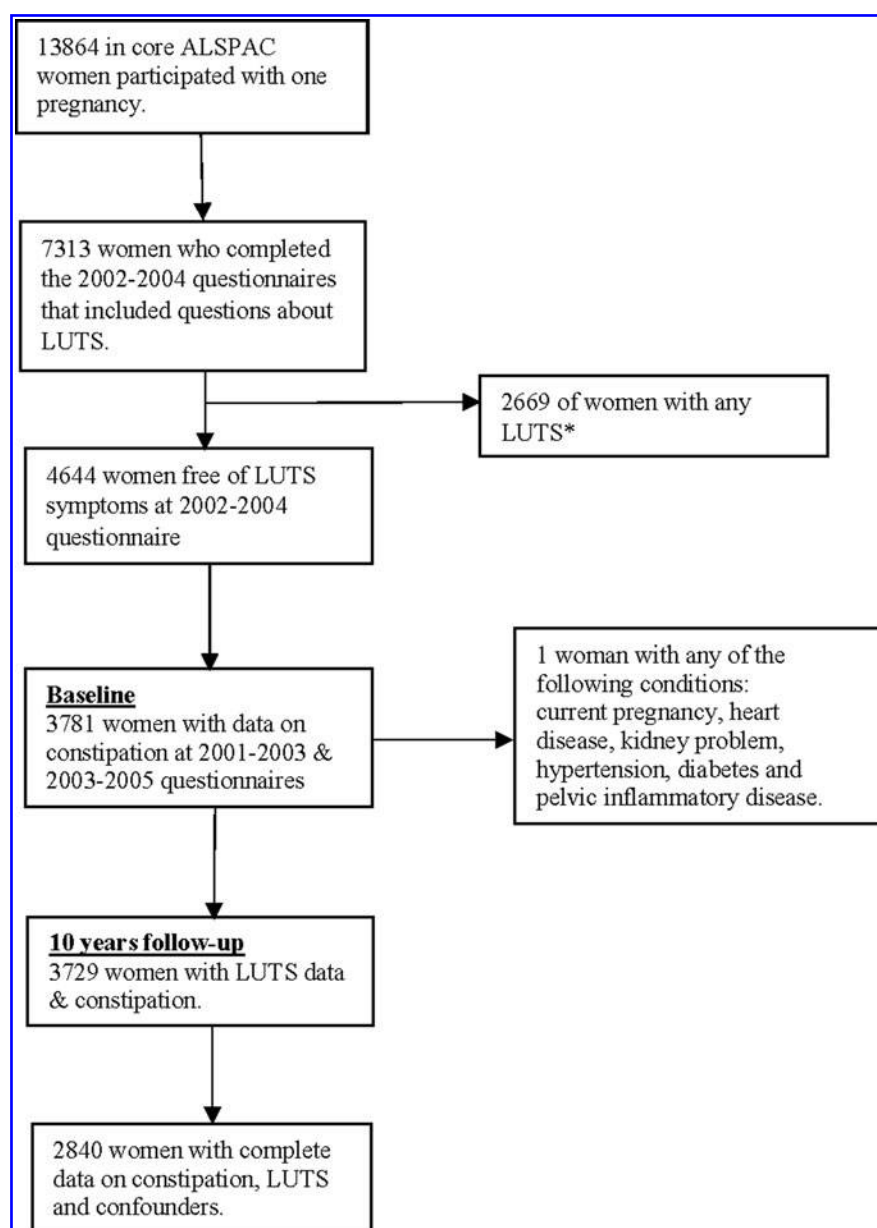 13864 in core ALSPAC
women participated with one
pregnancy.
7313 women who completed
the 2002-2004 questionnaires
that included questions about
LUTS.
2669 of women with any
LUTS*
4644 women free of LUTS
symptoms at 2002-2004
questionnaire
Baseline
3781 women with data on
constipation at 2001-2003 &
2003-2005 questionnaires
1 woman with any of the
following conditions:
current pregnancy, heart
disease, kidney problem,
hypertension, diabetes and
pelvic inflammatory disease.
10 years follow-up
3729 women with LUTS data
& constipation.
2840 women with complete
data on constipation, LUTS
and confounders.